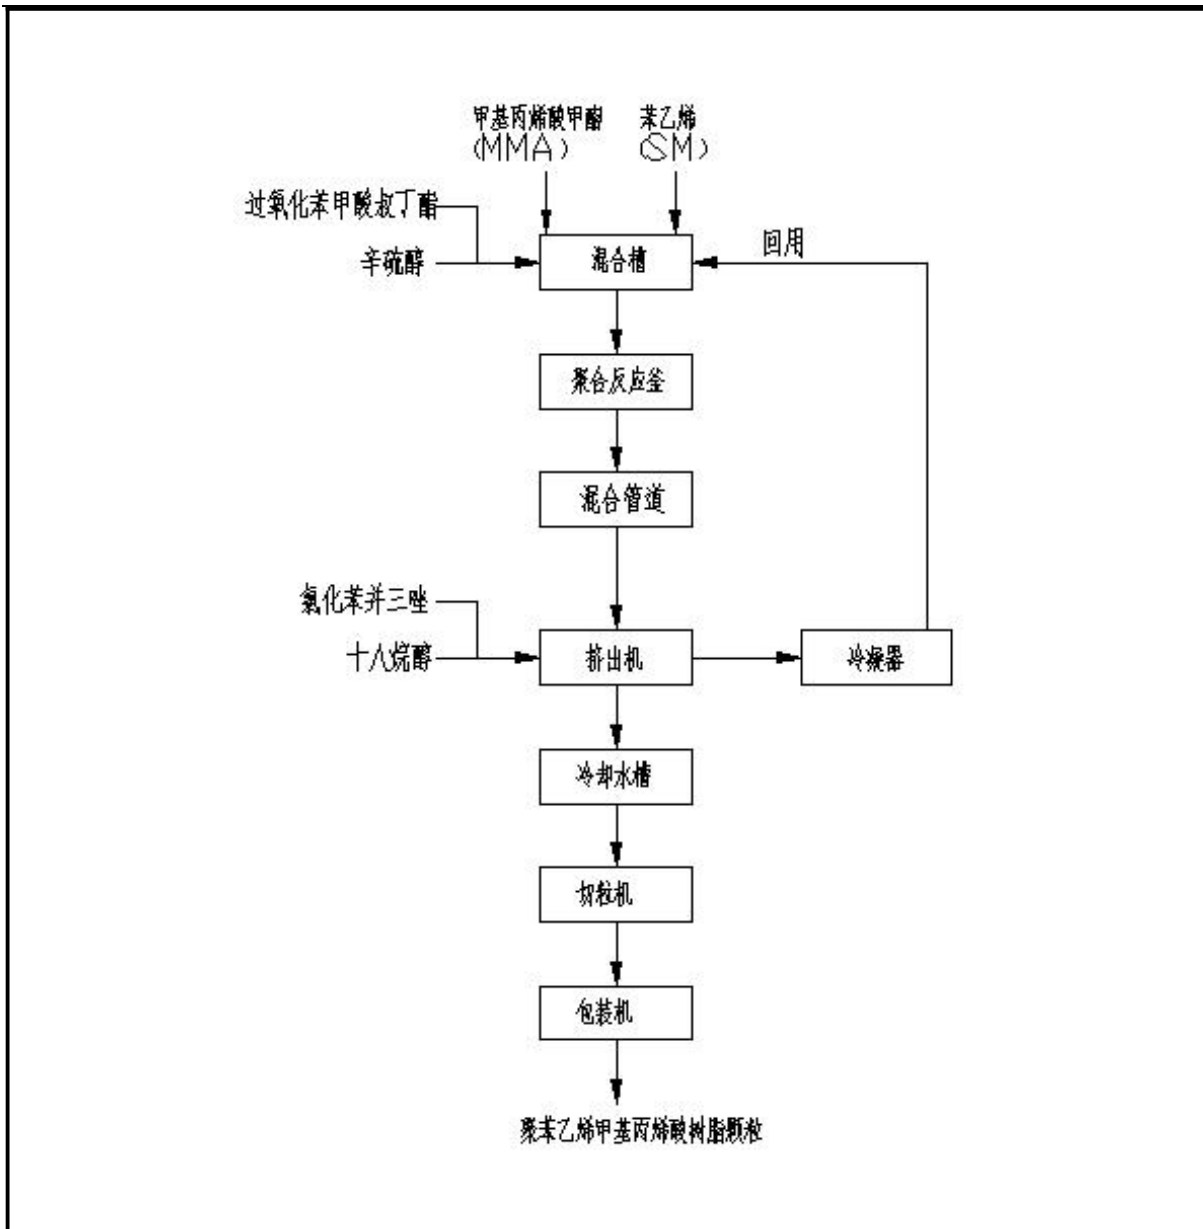 甲基丙烯酸甲酯
(MMA)
苯乙烯
(SM)
过氧化苯甲酸叔丁酯
辛硫醇
混合槽
回用
聚合反应釜
混合管道
氯化苯并三唑
十八烷醇
挤出机
冷凝器
冷却水槽
切粒机
包装机
聚苯乙烯甲基丙烯酸树脂颗粒